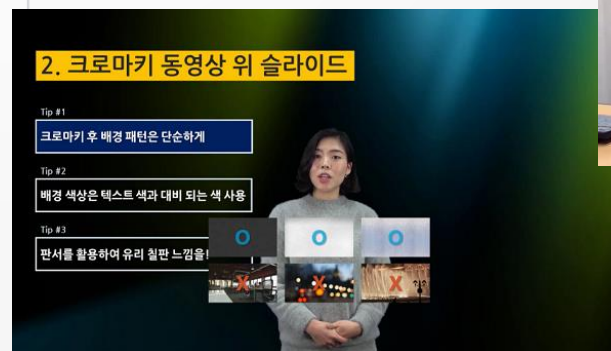 2. 크로마키 동영상 위 슬라이드
Tip #1
크로마키 후 배경 패턴은 단순하게
Tip #2
배경 색상은 텍스트 색과 대비 되는 색 사용
Tip #3
판서를 활용하여 유리 칠판 느낌을!
O O O
X X X